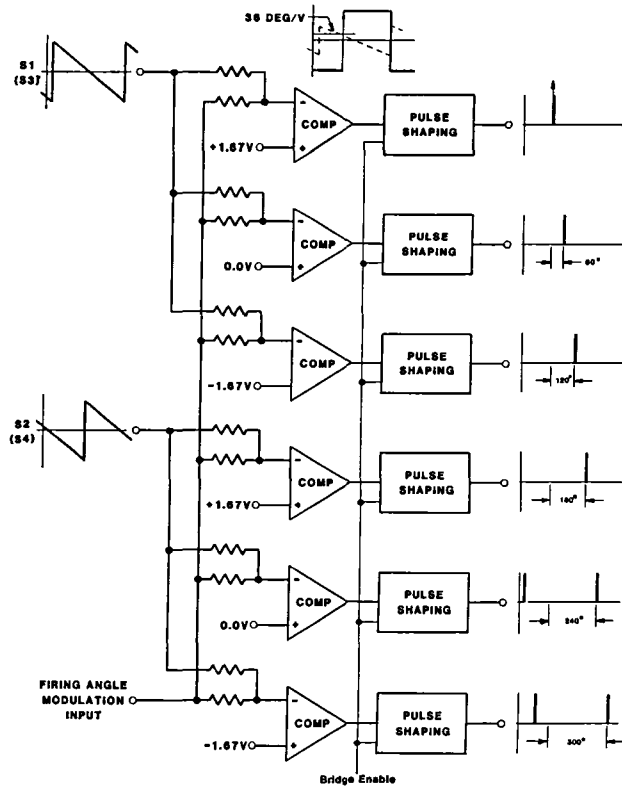 36 DEG/V
S1
(S3)
COMP
PULSE
SHAPING
+1.67V
COMP
PULSE
SHAPING
0.0V
60°
COMP
PULSE
SHAPING
-1.67V
120°
S2
(S4)
COMP
PULSE
SHAPING
+1.67V
180°
COMP
PULSE
SHAPING
0.0V
240°
FIRING ANGLE
MODULATION
INPUT
COMP
PULSE
SHAPING
-1.67V
300°
Bridge Enable